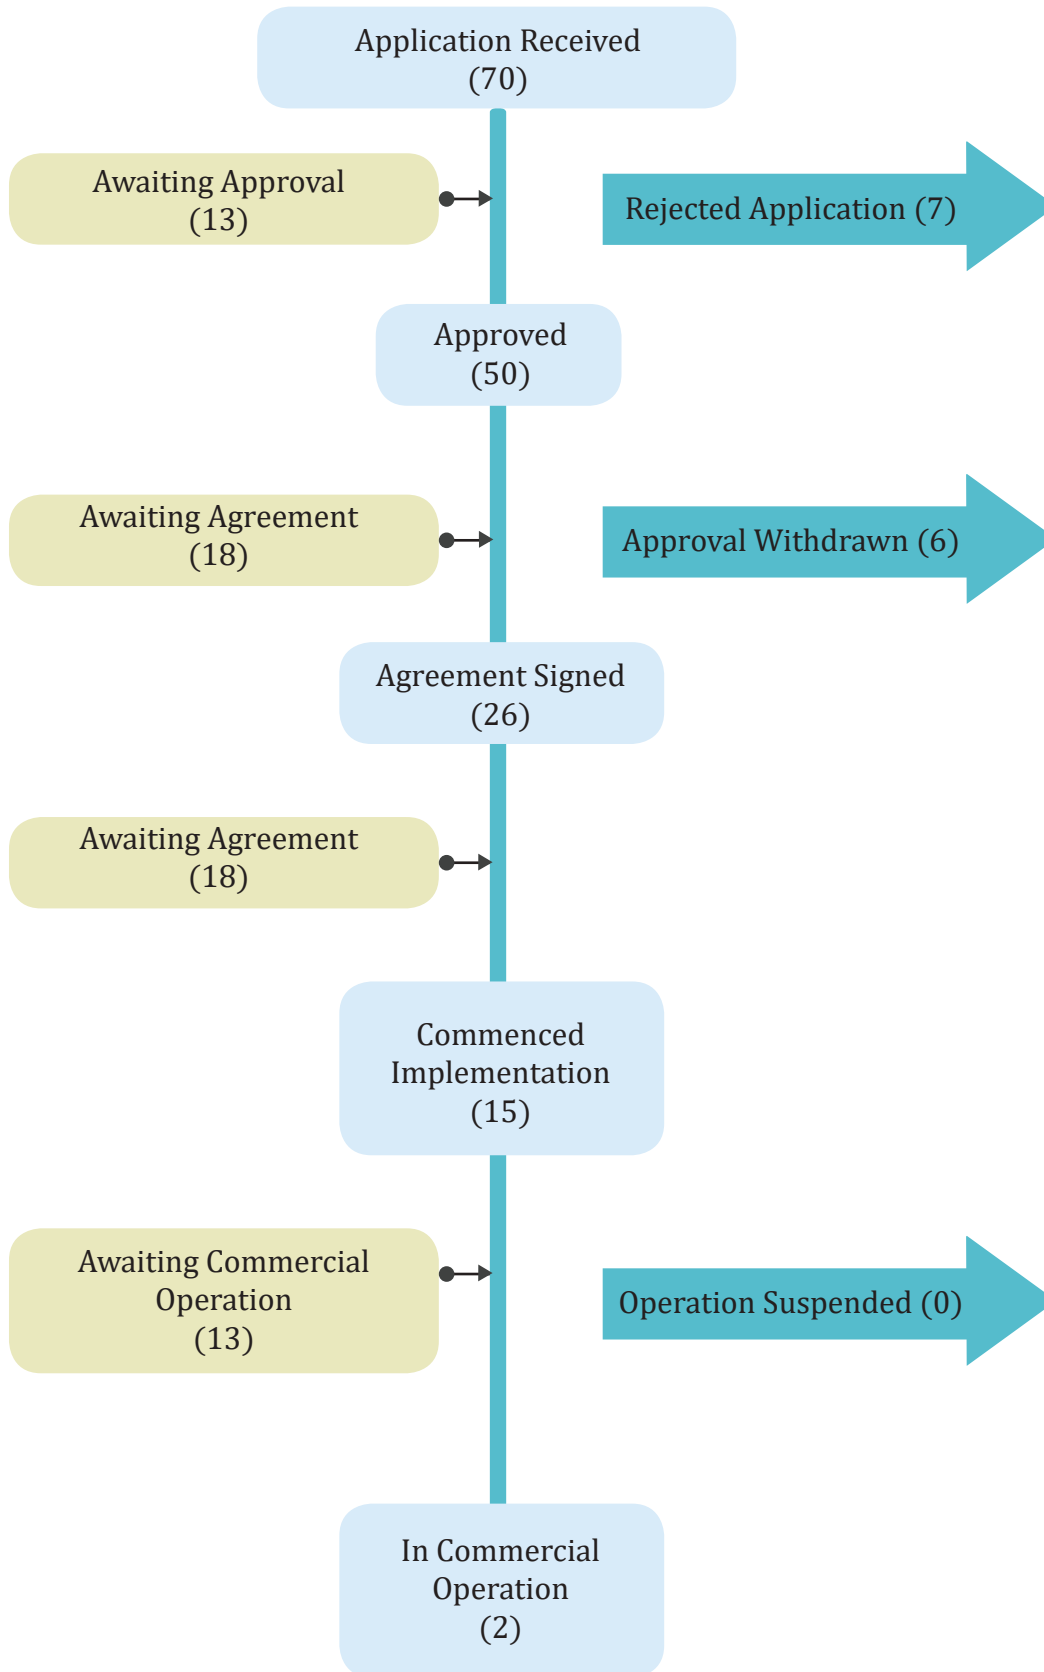 Application Received
(70)
Awaiting Approval
(13)
Rejected Application (7)
Approved
(50)
Awaiting Agreement
(18)
Approval Withdrawn (6)
Agreement Signed
(26)
Awaiting Agreement
(18)
Commenced
Implementation
(15)
Awaiting Commercial
Operation
(13)
Operation Suspended (0)
In Commercial
Operation
(2)